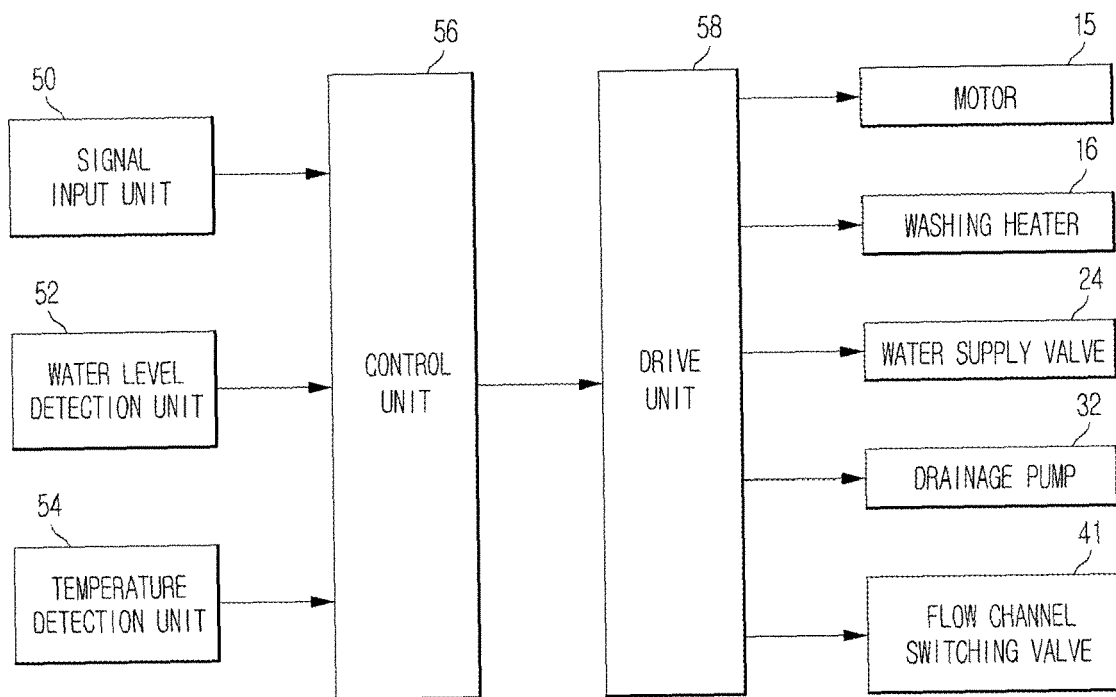 50
SIGNAL
INPUT UNIT
52
WATER LEVEL
DETECTION UNIT
54
TEMPERATURE
DETECTION UNIT
56
CONTROL
UNIT
58
DRIVE
UNIT
15
MOTOR
16
WASHING HEATER
24
WATER SUPPLY VALVE
32
DRAINAGE PUMP
41
FLOW CHANNEL
SWITCHING VALVE